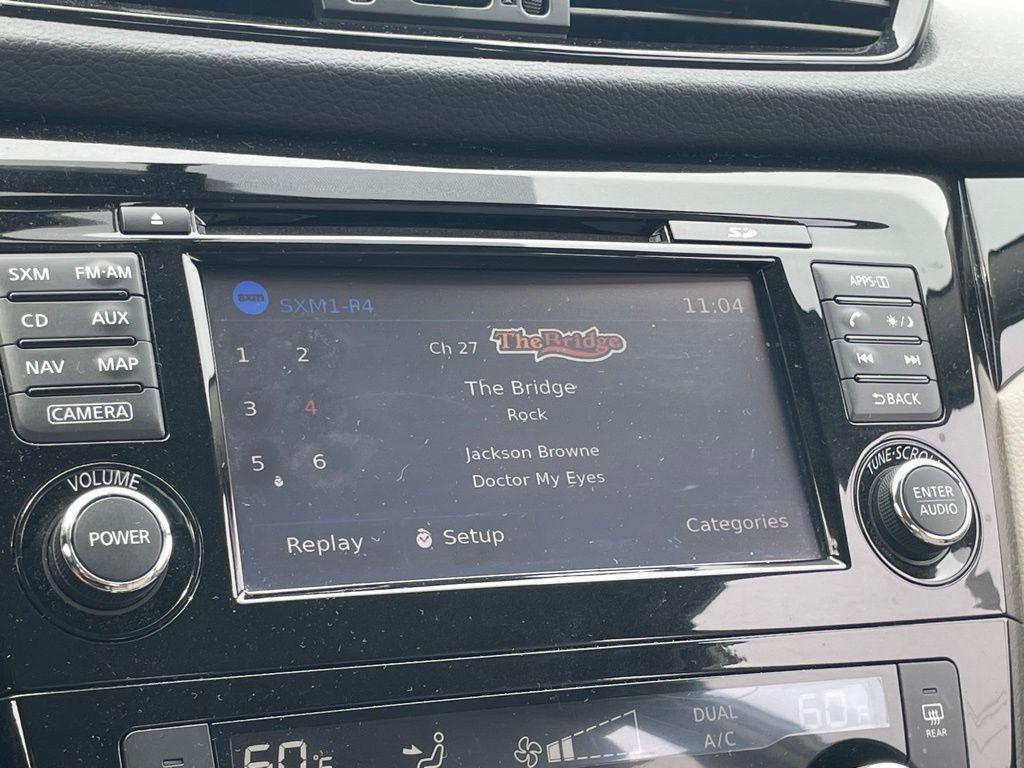 SXM FM·AM
CD AUX
NAV MAP
CAMERA
VOLUME
POWER
sxm SXM1-P4 11:04
1 2
3 4
5 6
Ch 27 The Bridge
The Bridge
Rock
Jackson Browne
Doctor My Eyes
Replay Setup Categories
SD
APPS·i
BACK
TUNE·SCROLL
ENTER
AUDIO
60°F
DUAL
A/C
60°F
REAR